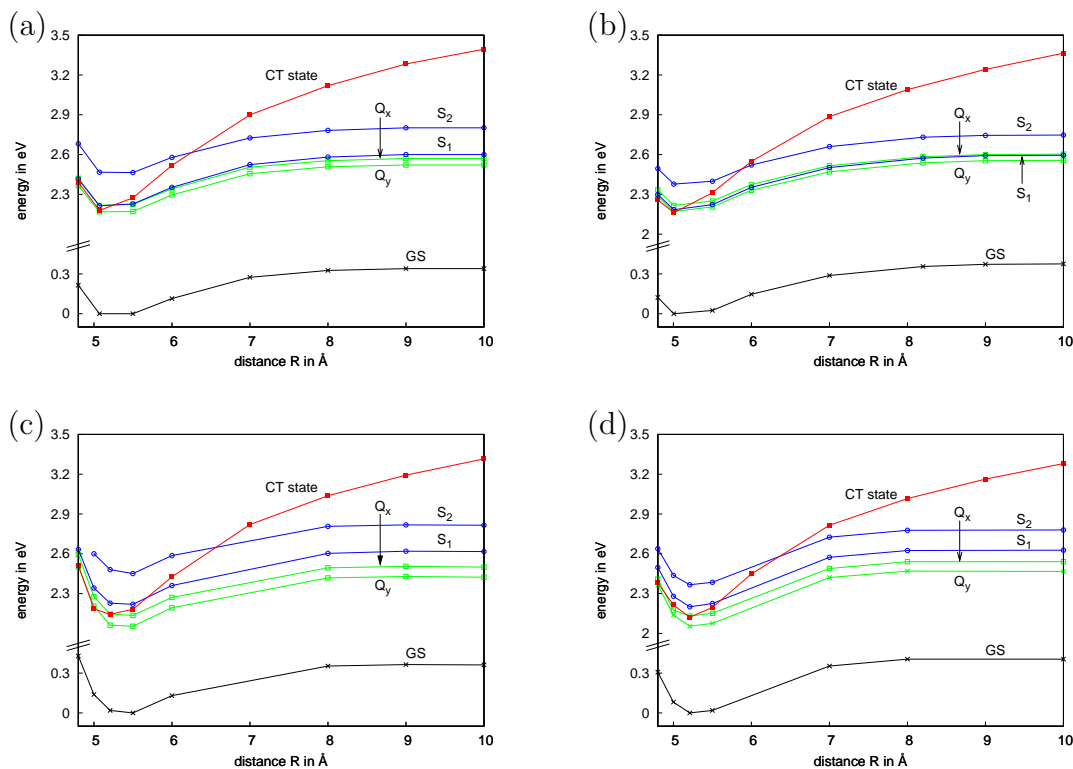 (a)
3.5
3.2
2.9
2.6
2.3
0.3
0
energy in eV
CT state
Qx
S2
S1
Qy
GS
5 6 7 8 9 10
distance R in Å
(b)
3.5
3.2
2.9
2.6
2.3
2
0.3
0
energy in eV
CT state
Qx
S2
Qy
S1
GS
5 6 7 8 9 10
distance R in Å
(c)
3.5
3.2
2.9
2.6
2.3
0.3
0
energy in eV
CT state
Qx
S2
S1
Qy
GS
5 6 7 8 9 10
distance R in Å
(d)
3.5
3.2
2.9
2.6
2.3
2
0.3
0
energy in eV
CT state
Qx
S2
S1
Qy
GS
5 6 7 8 9 10
distance R in Å